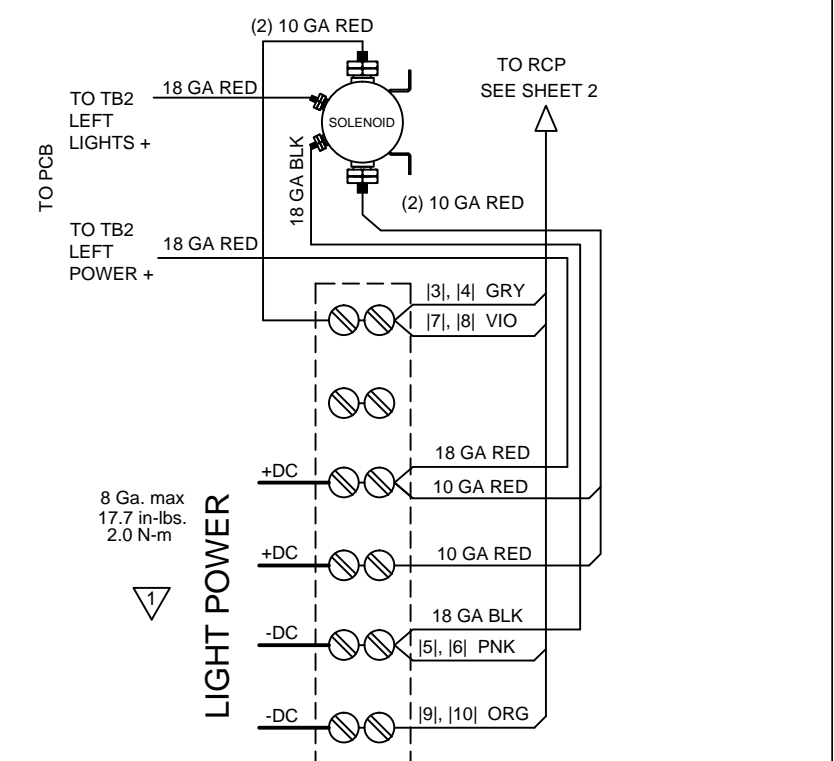 (2) 10 GA RED
TO RCP
SEE SHEET 2
18 GA RED
TO TB2
LEFT
LIGHTS +
SOLENOID
TO PCB
18 GA BLK
(2) 10 GA RED
TO TB2
LEFT
POWER +
18 GA RED
|3|, |4| GRY
|7|, |8| VIO
18 GA RED
+DC
10 GA RED
8 Ga. max
17.7 in-lbs.
2.0 N-m
LIGHT POWER
+DC
10 GA RED
1
18 GA BLK
-DC
|5|, |6| PNK
-DC
|9|, |10| ORG